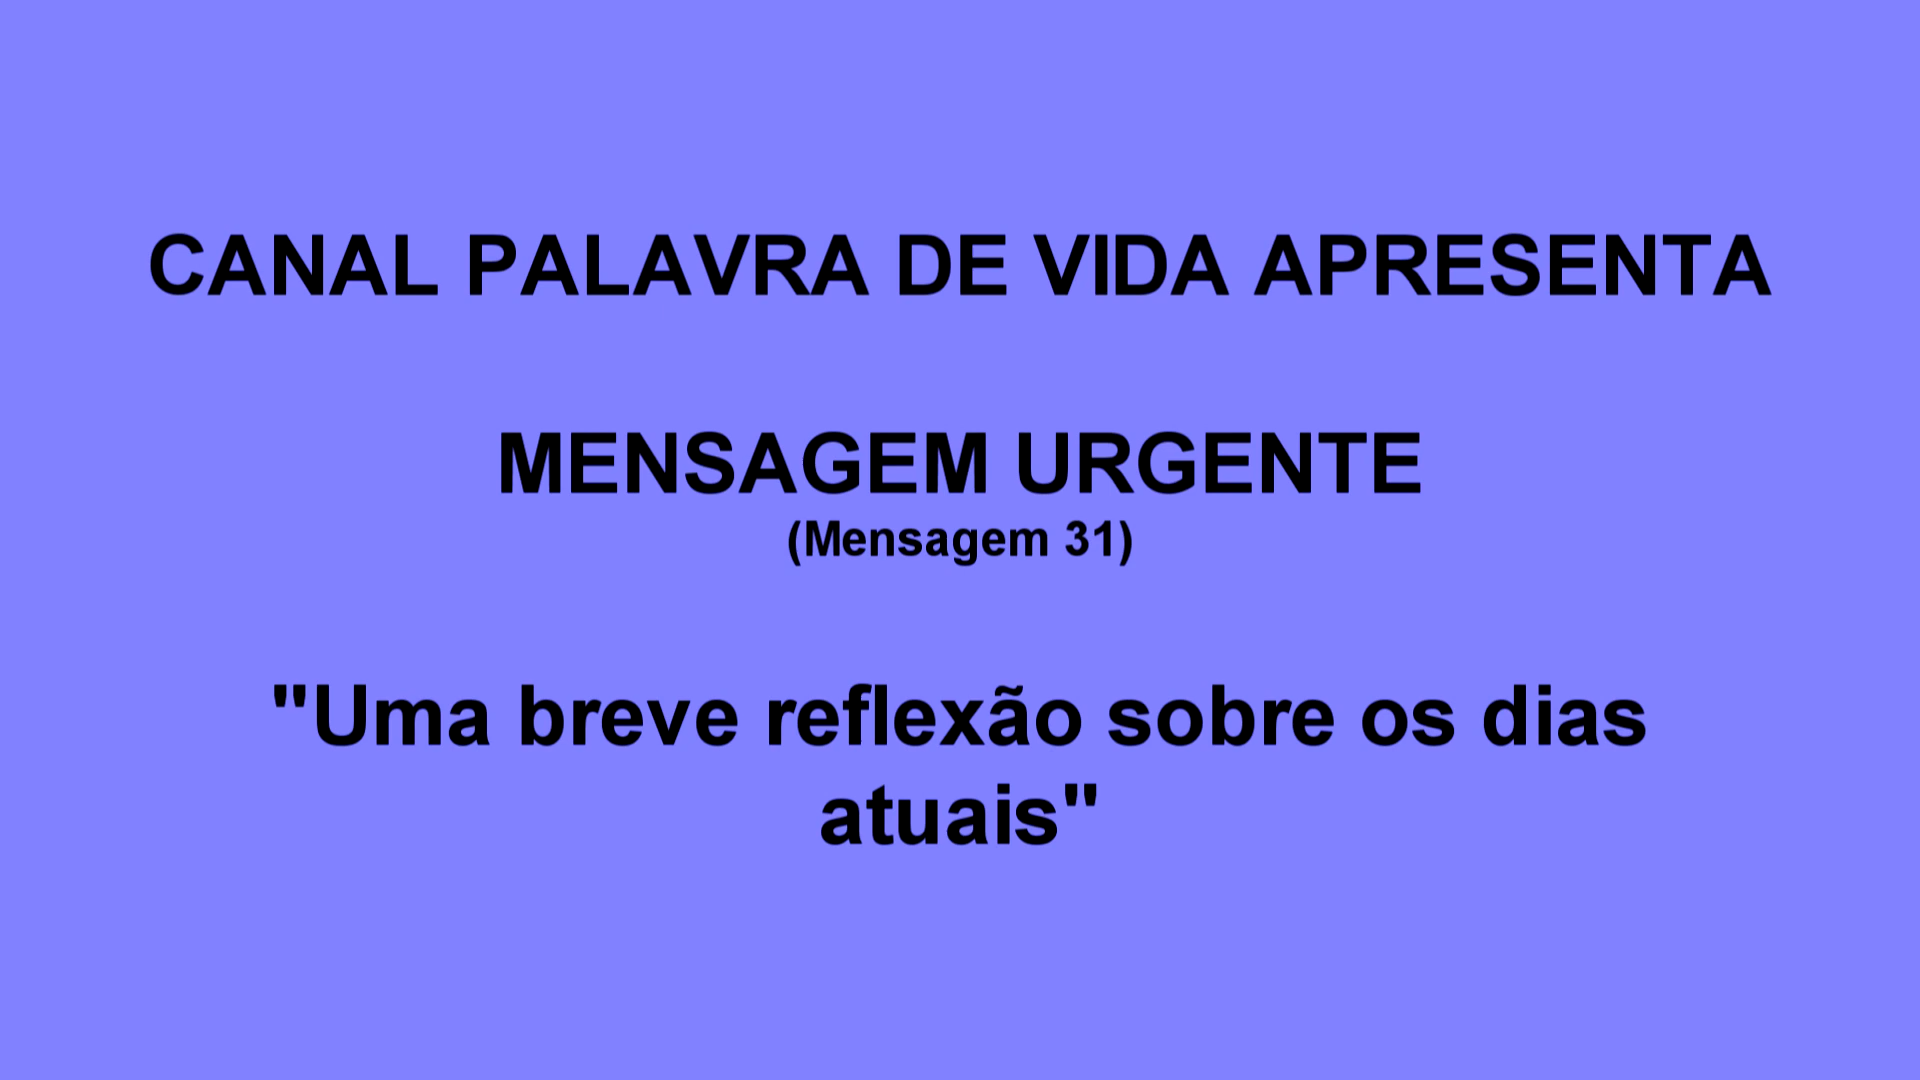 CANAL PALAVRA DE VIDA APRESENTA
MENSAGEM URGENTE
(Mensagem 31)
"Uma breve reflexão sobre os dias
atuais"